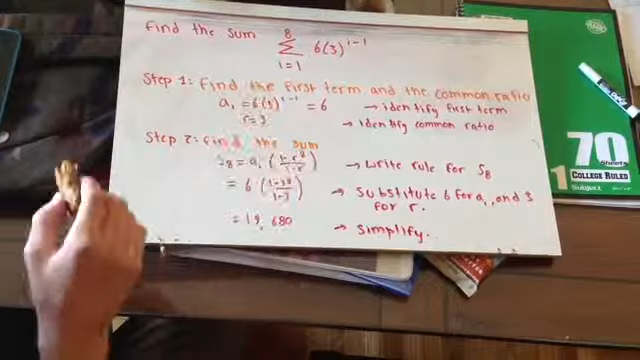 Find the sum 8 Σ i=1 6(3)^i-1
Step 1: Find the first term and the common ratio
a₁ = 6(3)^1-1 = 6 → identify first term
r=3 → identify common ratio
Step 2: Find the sum
S8 = a₁ (1-r^8/1-r) → Write rule for S8
= 6 (1-3^8/1-3) → Substitute 6 for a₁, and 3
for r.
= 19,680 → Simplify.
70 Sheets
COLLEGE RULED
1 Subject
EXPO